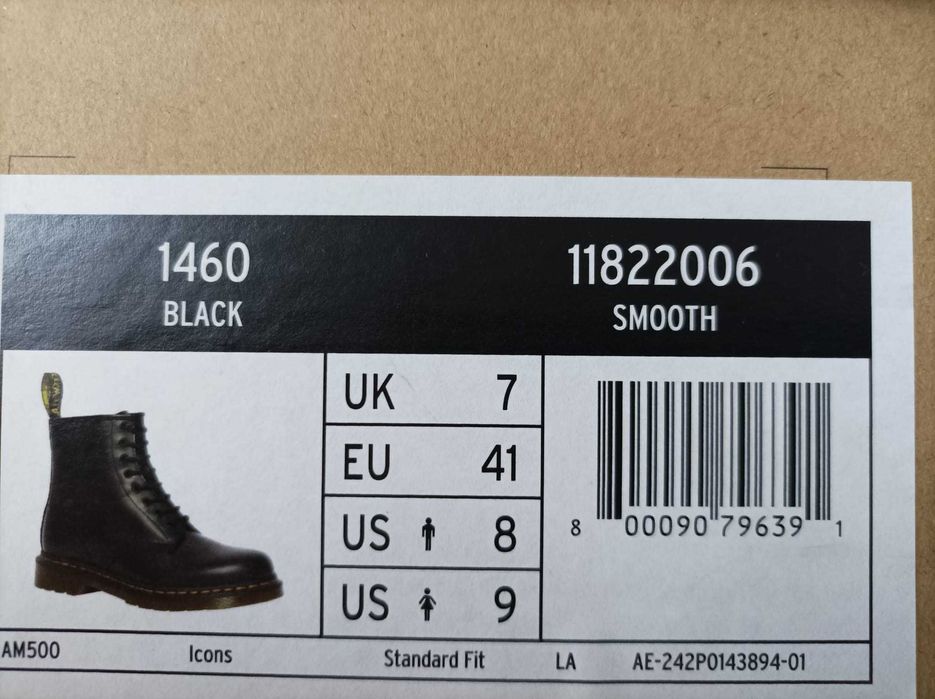 1460
BLACK
11822006
SMOOTH
UK 7
EU 41
US 8
US 9
8 00090 79639 1
AM500 Icons Standard Fit LA AE-242P0143894-01